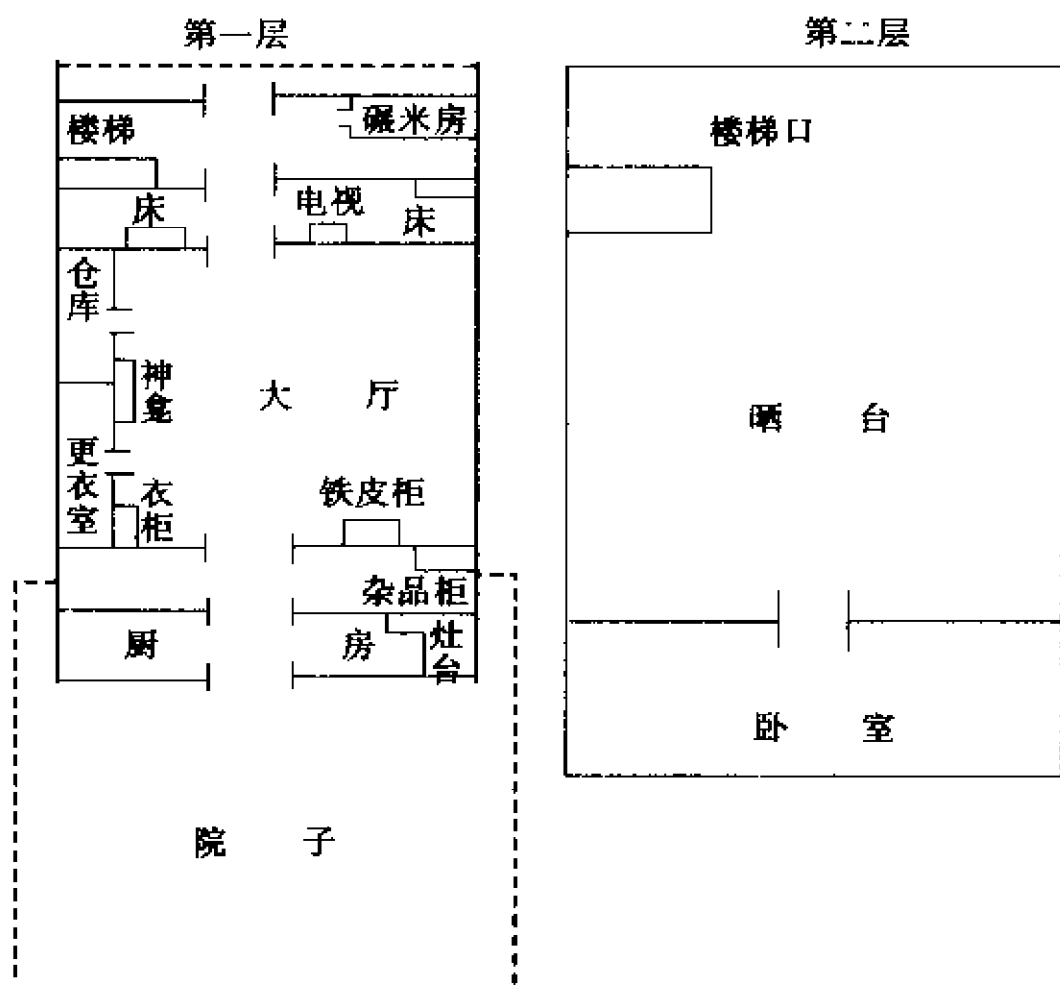 第一层
第二层
楼梯
碾米房
楼梯口
电视
床
床
仓库
神龛
大厅
晒台
更衣室
衣柜
铁皮柜
杂品柜
厨房
灶台
卧室
院子